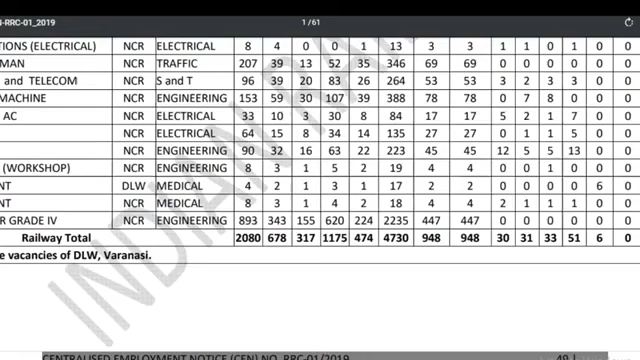 N-RRC-01_2019 1 /61
TIONS (ELECTRICAL) NCR ELECTRICAL 8 4 0 0 1 13 3 3 1 1 0 1 0 0
MAN NCR TRAFFIC 207 39 13 52 35 346 69 69 0 0 0 0 0 0
and TELECOM NCR S and T 96 39 20 83 26 264 53 53 3 2 3 3 0 0
MACHINE NCR ENGINEERING 153 59 30 107 39 388 78 78 0 7 8 0 0 0
AC NCR ELECTRICAL 33 10 3 30 8 84 17 17 5 2 1 7 0 0
NCR ELECTRICAL 64 15 8 34 14 135 27 27 0 1 1 5 0 0
NCR ENGINEERING 90 32 16 63 22 223 45 45 12 5 5 13 0 0
(WORKSHOP) NCR ENGINEERING 8 3 1 5 2 19 4 4 0 0 1 0 0 0
NT DLW MEDICAL 4 2 1 3 1 17 2 2 0 0 0 0 6 0
NT NCR MEDICAL 8 3 1 4 2 18 4 4 2 1 1 1 0 0
R GRADE IV NCR ENGINEERING 893 343 155 620 224 2235 447 447 0 0 0 0 0 0
Railway Total 2080 678 317 1175 474 4730 948 948 30 31 33 51 6 0
e vacancies of DLW, Varanasi.
INDIAN RA
CENTRALISED EMPLOYMENT NOTICE (CEN) NO. RRC-01/2019 49 |